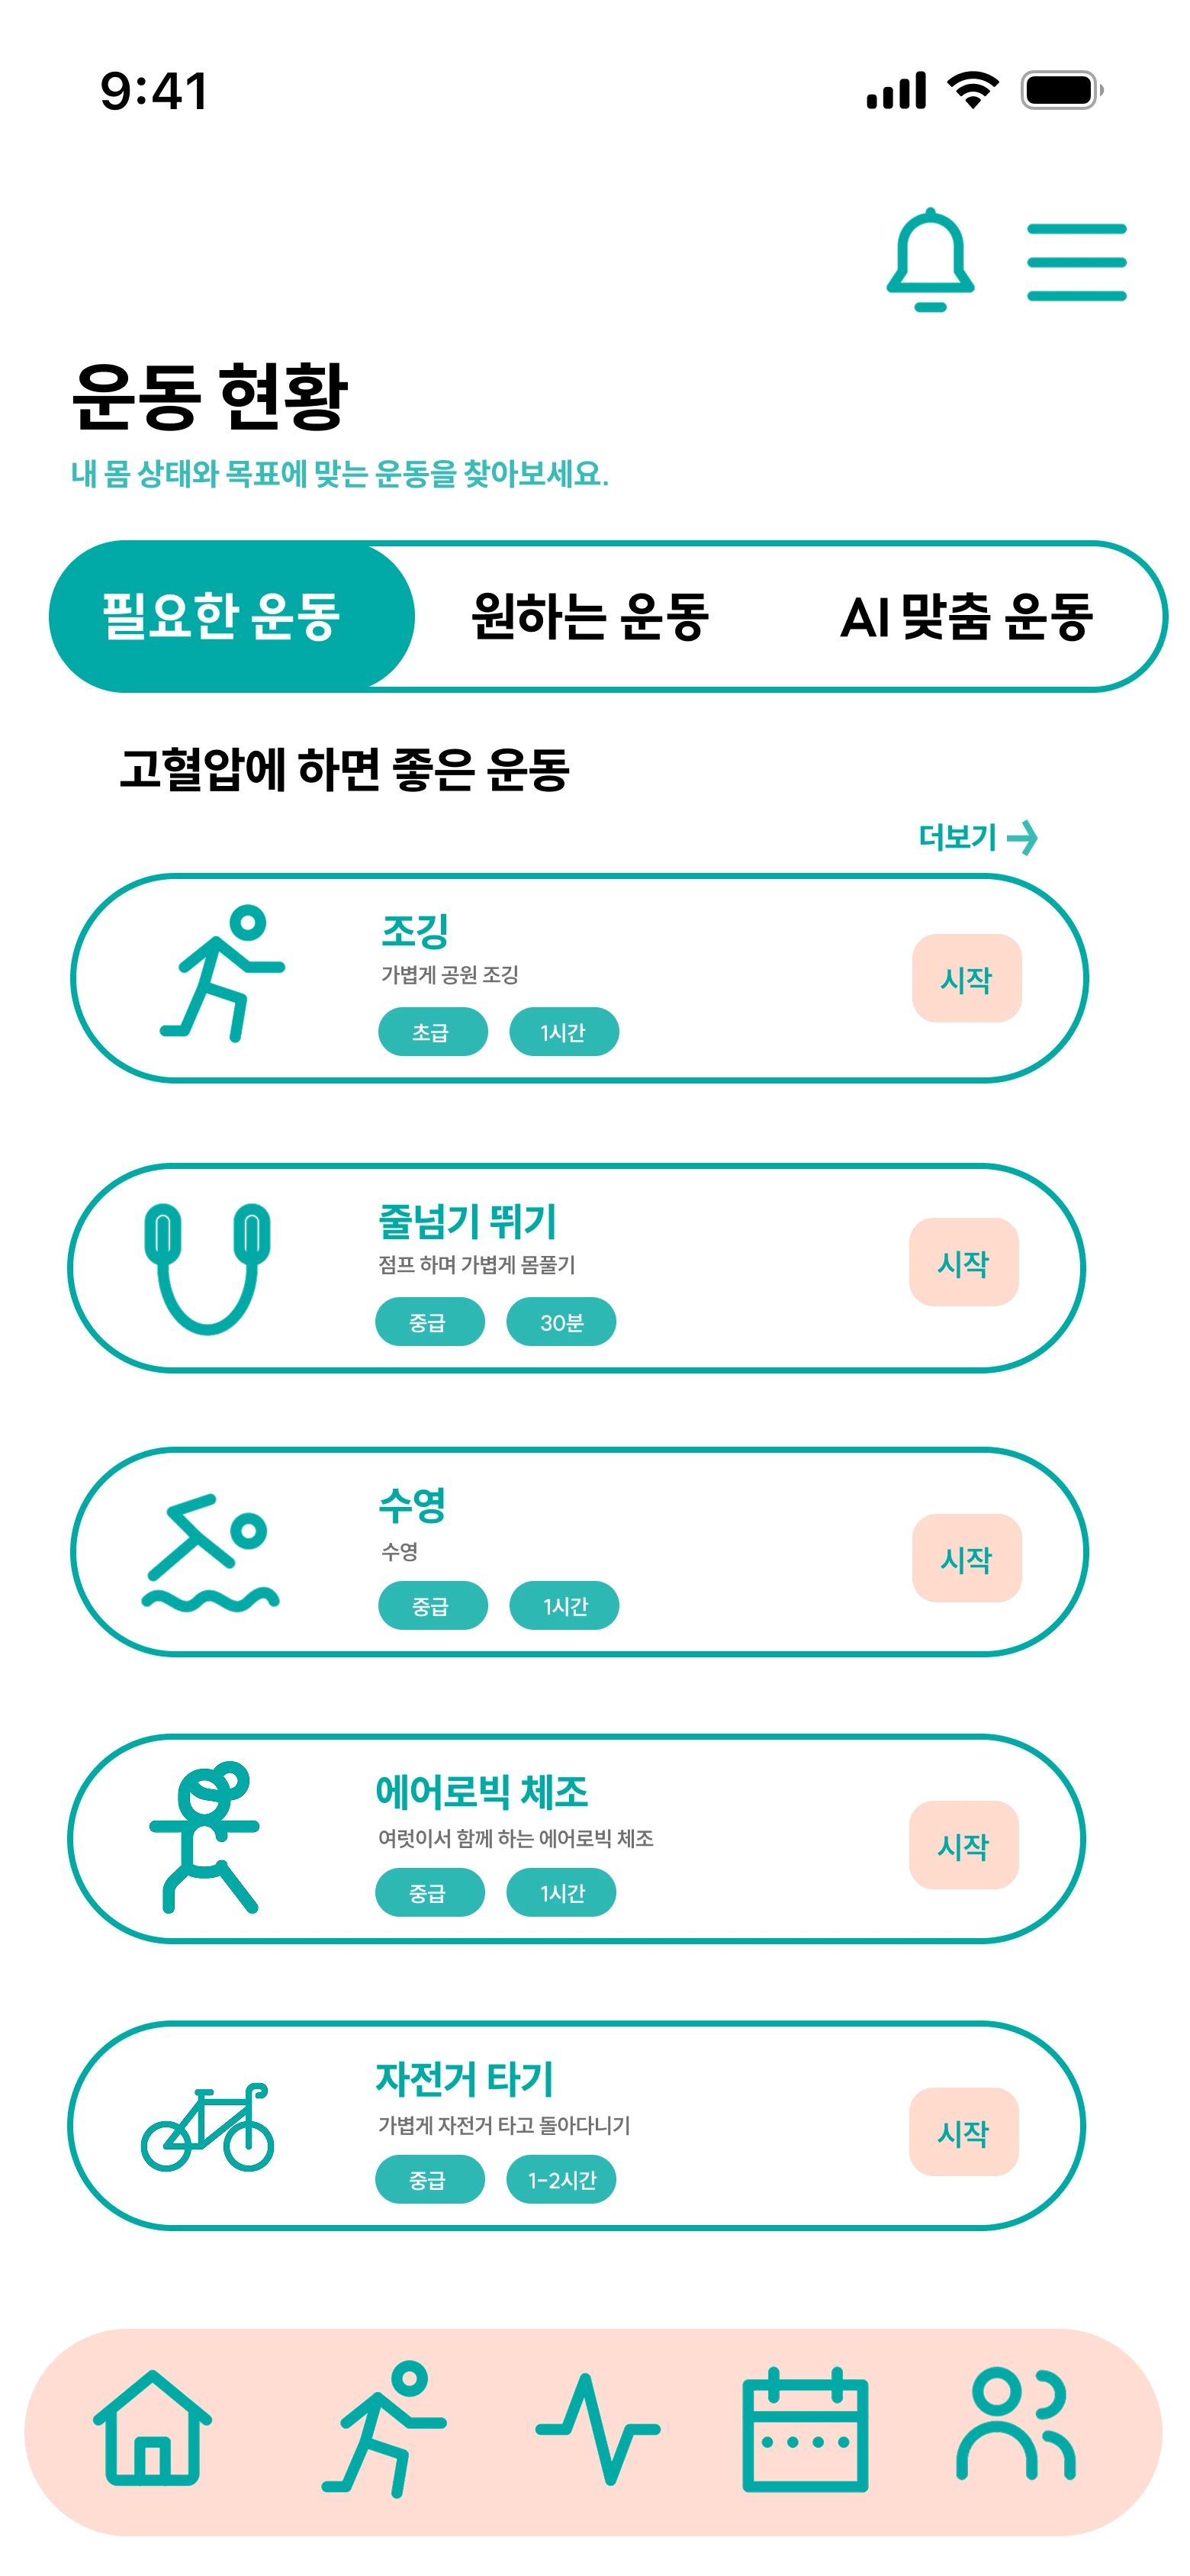 9:41
운동 현황
내 몸 상태와 목표에 맞는 운동을 찾아보세요.
필요한 운동 원하는 운동 AI 맞춤 운동
고혈압에 하면 좋은 운동
더보기
조깅
가볍게 공원 조깅
초급 1시간
시작
줄넘기 뛰기
점프 하며 가볍게 몸풀기
중급 30분
시작
수영
수영
중급 1시간
시작
에어로빅 체조
여럿이서 함께 하는 에어로빅 체조
중급 1시간
시작
자전거 타기
가볍게 자전거 타고 돌아다니기
중급 1-2시간
시작